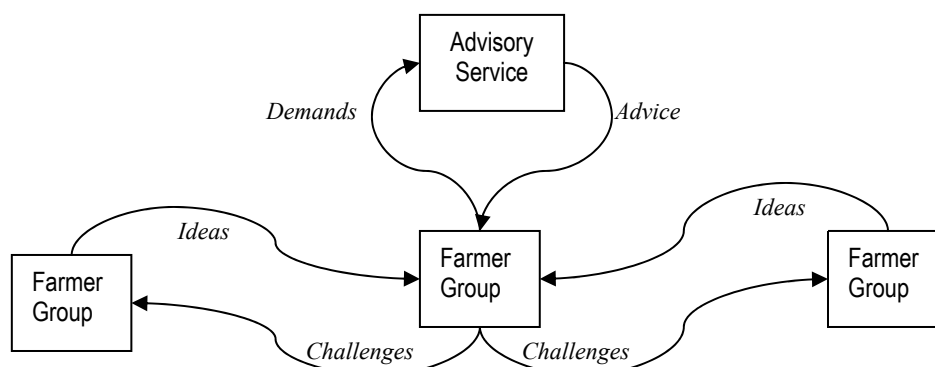 Advisory
Service
Demands
Advice
Ideas
Ideas
Farmer
Group
Farmer
Group
Farmer
Group
Challenges
Challenges